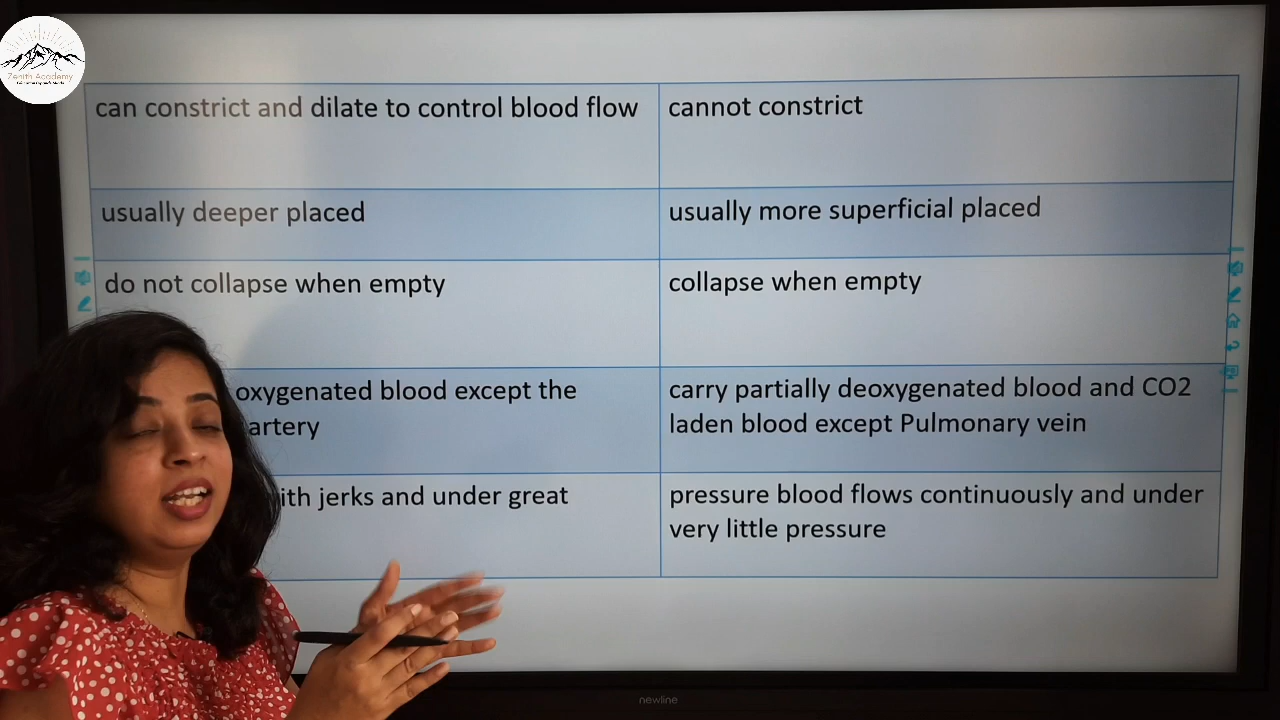 Zenith Academy
can constrict and dilate to control blood flow
cannot constrict
usually deeper placed
usually more superficial placed
do not collapse when empty
collapse when empty
oxygenated blood except the
artery
carry partially deoxygenated blood and CO2
laden blood except Pulmonary vein
jerks and under great
pressure blood flows continuously and under
very little pressure
newline